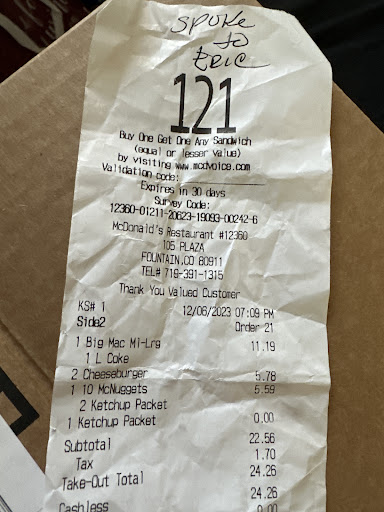 SPOKE
to
ERIC
121
Buy One Get One Any Sandwich
(equal or lesser value)
by visiting www.mcdvoice.com
Validation code:
Expires in 30 days
Survey Code:
12360-01211-20623-19093-00242-6
McDonald's Restaurant #12360
105 PLAZA
FOUNTAIN,CO 80911
TEL# 719-391-1315
Thank You Valued Customer
KS# 1 12/06/2023 07:09 PM
Side2 Order 21
1 Big Mac Ml-Lrg 11.19
1 L Coke
2 Cheeseburger 5.78
1 10 McNuggets 5.59
2 Ketchup Packet
1 Ketchup Packet 0.00
Subtotal 22.56
Tax 1.70
Take-Out Total 24.26
24.26
Cashless 0.00